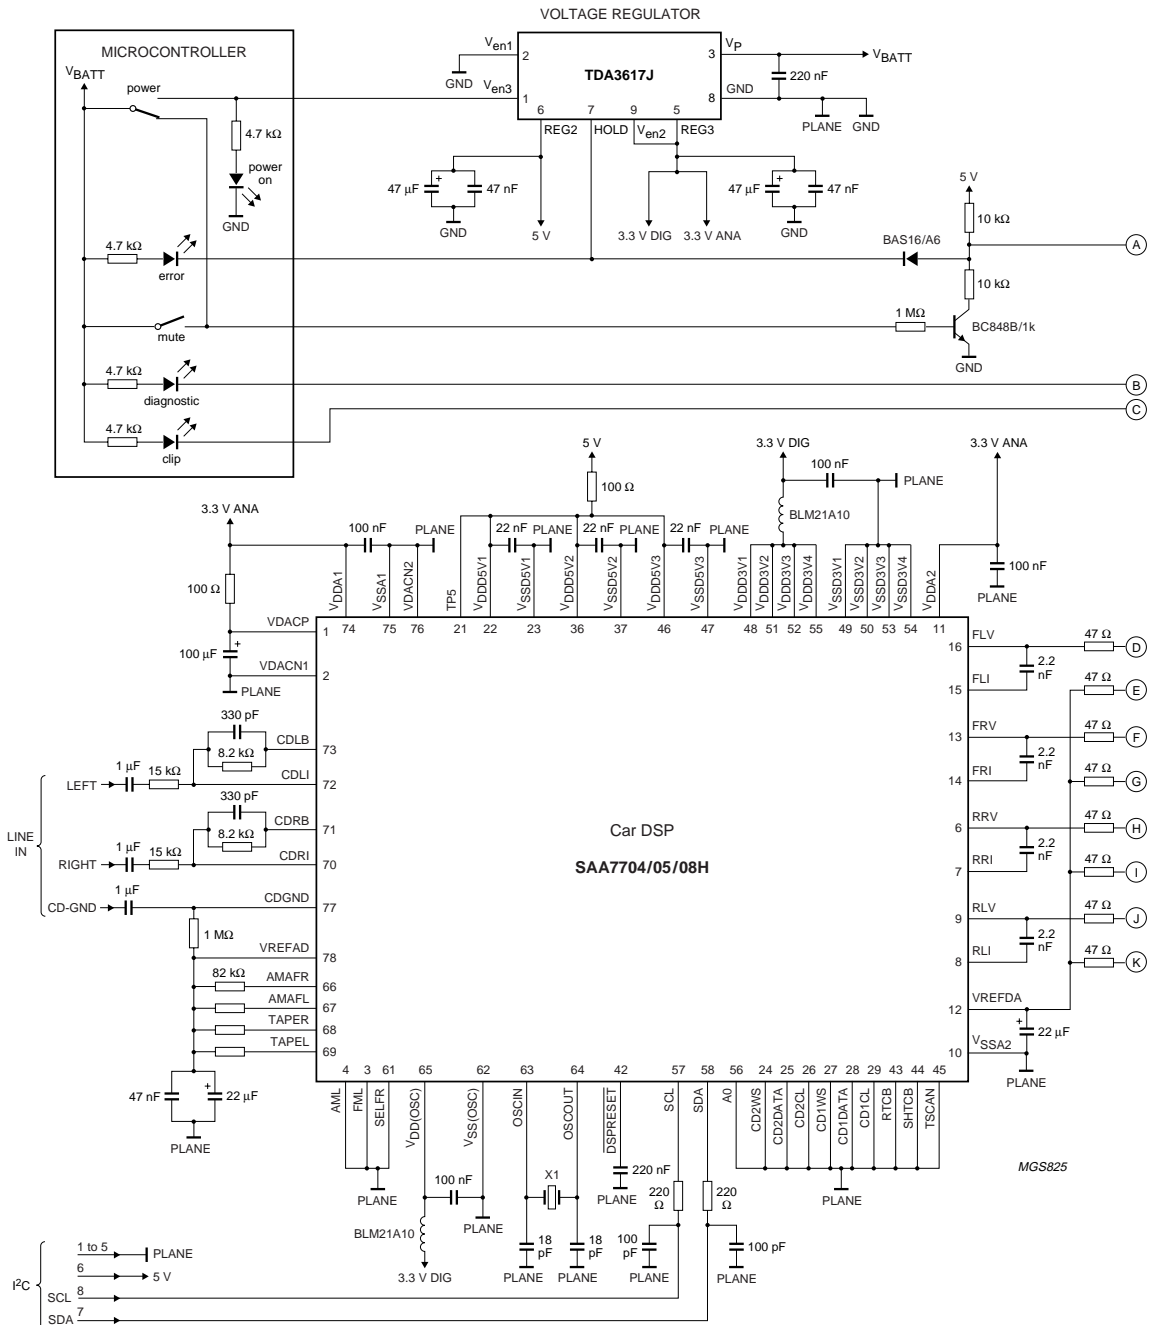 VOLTAGE REGULATOR
MICROCONTROLLER
VBATT
power
4.7 kΩ
power
on
GND
4.7 kΩ
error
mute
4.7 kΩ
diagnostic
4.7 kΩ
clip
Ven1
2
GND
Ven3
1
TDA3617J
3
VP
VBATT
220 nF
GND
8
PLANE
GND
6
7
9
5
REG2
HOLD
Ven2
REG3
47 µF
+
47 nF
GND
5 V
3.3 V DIG
3.3 V ANA
47 µF
+
47 nF
GND
5 V
10 kΩ
BAS16/A6
A
10 kΩ
1 MΩ
BC848B/1k
GND
B
C
3.3 V ANA
100 nF
PLANE
5 V
100 Ω
22 nF
PLANE
22 nF
PLANE
22 nF
PLANE
3.3 V DIG
100 nF
PLANE
BLM21A10
3.3 V ANA
100 nF
PLANE
100 Ω
VDDA1
VSSA1
VDACN2
TP5
VDDD5V1
VSSD5V1
VDDD5V2
VSSD5V2
VDDD5V3
VSSD5V3
VDDD3V1
VDDD3V2
VDDD3V3
VDDD3V4
VSSD3V1
VSSD3V2
VSSD3V3
VSSD3V4
VDDA2
74
75
76
21
22
23
36
37
46
47
48
51
52
55
49
50
53
54
11
VDACP
1
100 µF
+
VDACN1
2
PLANE
330 pF
CDLB
73
8.2 kΩ
1 µF
15 kΩ
CDLI
72
LEFT
330 pF
CDRB
71
8.2 kΩ
LINE
IN
1 µF
15 kΩ
CDRI
70
RIGHT
1 µF
CDGND
77
CD-GND
1 MΩ
VREFAD
78
82 kΩ
AMAFR
66
AMAFL
67
TAPER
68
TAPEL
69
47 nF
+
22 µF
PLANE
Car DSP
SAA7704/05/08H
16
FLV
47 Ω
D
2.2
nF
15
FLI
47 Ω
E
13
FRV
47 Ω
F
2.2
nF
14
FRI
47 Ω
G
6
RRV
47 Ω
H
2.2
nF
7
RRI
47 Ω
I
9
RLV
47 Ω
J
2.2
nF
8
RLI
47 Ω
K
12
VREFDA
+
22 µF
10
VSSA2
PLANE
4
3
61
65
62
63
64
42
57
58
56
24
25
26
27
28
29
43
44
45
AML
FML
SELFR
VDD(OSC)
VSS(OSC)
OSCIN
OSCOUT
DSPRESET
SCL
SDA
A0
CD2WS
CD2DATA
CD2CL
CD1WS
CD1DATA
CD1CL
RTCB
SHTCB
TSCAN
PLANE
100 nF
PLANE
BLM21A10
3.3 V DIG
X1
18
pF
PLANE
18
pF
PLANE
220 nF
PLANE
220
Ω
220
Ω
100
pF
PLANE
100 pF
PLANE
PLANE
MGS825
I2C
1 to 5
PLANE
6
5 V
SCL
8
SDA
7